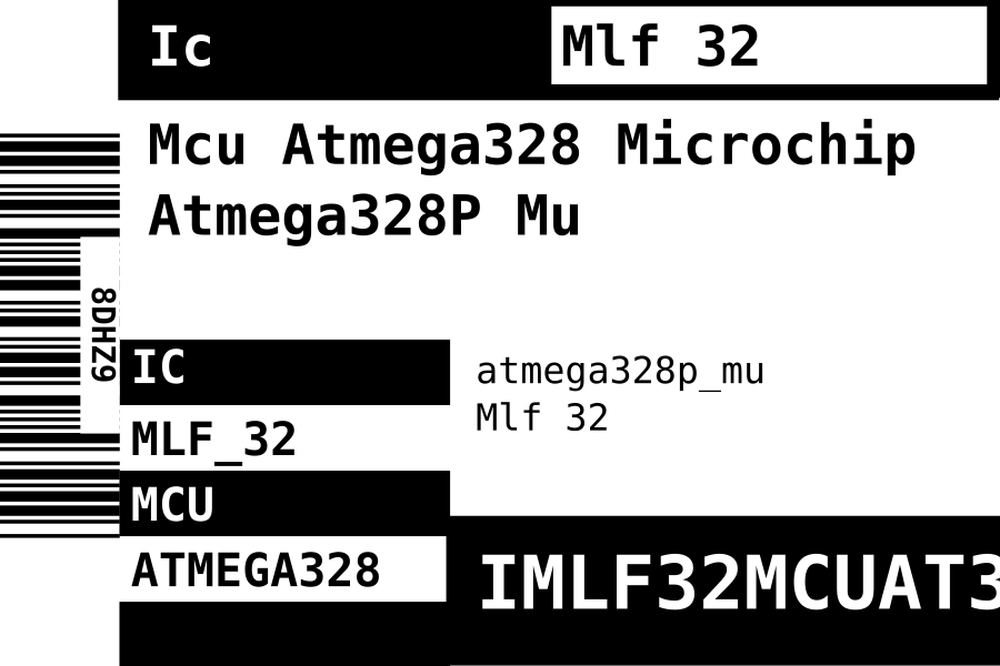 Ic
Mlf 32
Mcu Atmega328 Microchip
Atmega328P Mu
8DHZ9
IC
MLF_32
MCU
ATMEGA328
atmega328p_mu
Mlf 32
IMLF32MCUAT3